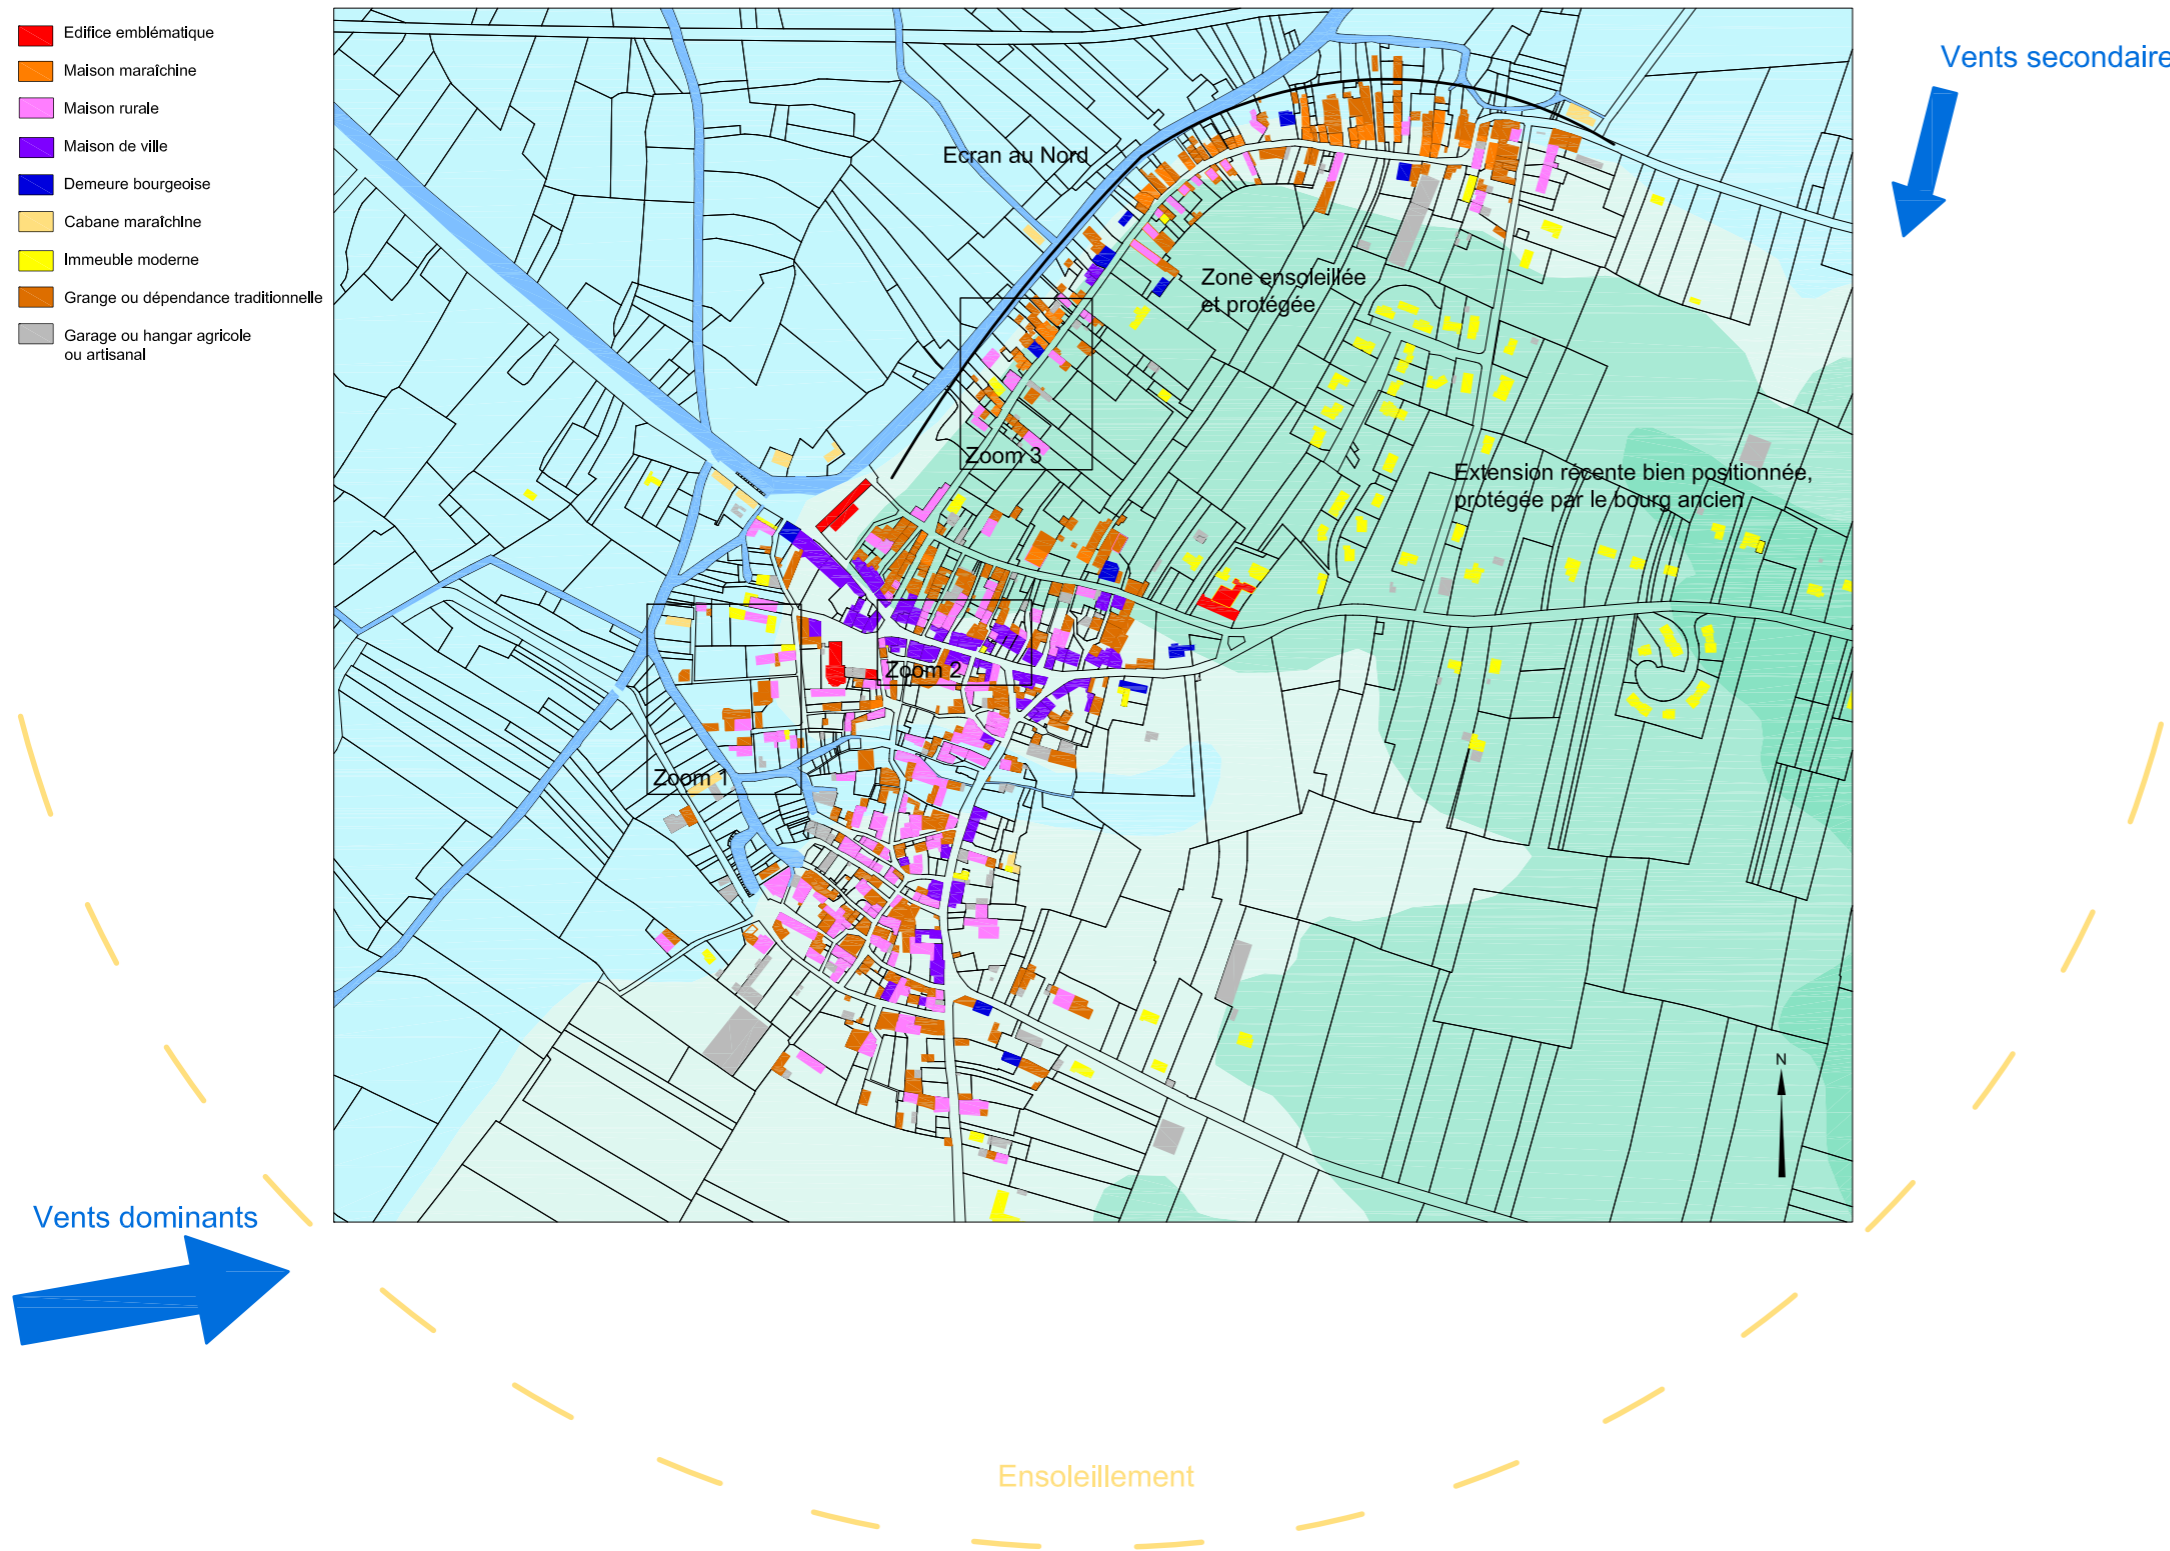 Edifice emblématique
Maison maraîchine
Maison rurale
Maison de ville
Demeure bourgeoise
Cabane maraîchine
Immeuble moderne
Grange ou dépendance traditionnelle
Garage ou hangar agricole
ou artisanal
Vents secondaire
Ecran au Nord
Zone ensoleillée
et protégée
Zoom 3
Extension récente bien positionnée,
protégée par le bourg ancien
Zoom 2
Zoom 1
N
Vents dominants
Ensoleillement